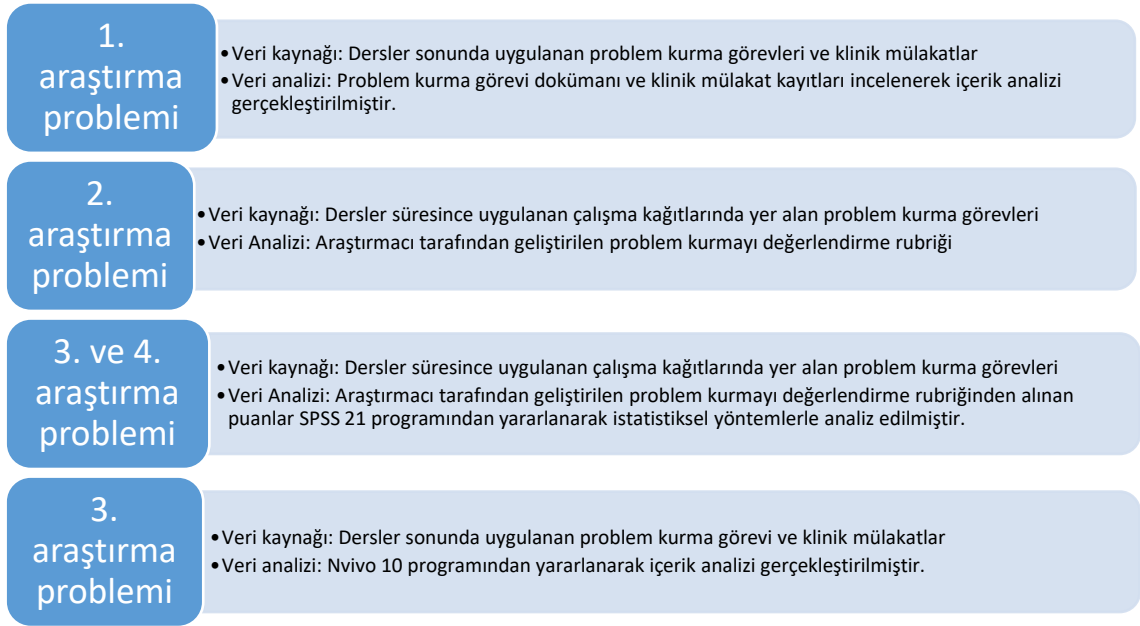 1.
araştırma
problemi
•Veri kaynağı: Dersler sonunda uygulanan problem kurma görevleri ve klinik mülakatlar
•Veri analizi: Problem kurma görevi dokümanı ve klinik mülakat kayıtları incelenerek içerik analizi
gerçekleştirilmiştir.
2.
araştırma
problemi
•Veri kaynağı: Dersler süresince uygulanan çalışma kağıtlarında yer alan problem kurma görevleri
•Veri Analizi: Araştırmacı tarafından geliştirilen problem kurmayı değerlendirme rubriği
3. ve 4.
araştırma
problemi
•Veri kaynağı: Dersler süresince uygulanan çalışma kağıtlarında yer alan problem kurma görevleri
•Veri Analizi: Araştırmacı tarafından geliştirilen problem kurmayı değerlendirme rubriğinden alınan
puanlar SPSS 21 programından yararlanarak istatistiksel yöntemlerle analiz edilmiştir.
3.
araştırma
problemi
•Veri kaynağı: Dersler sonunda uygulanan problem kurma görevi ve klinik mülakatlar
•Veri analizi: Nvivo 10 programından yararlanarak içerik analizi gerçekleştirilmiştir.